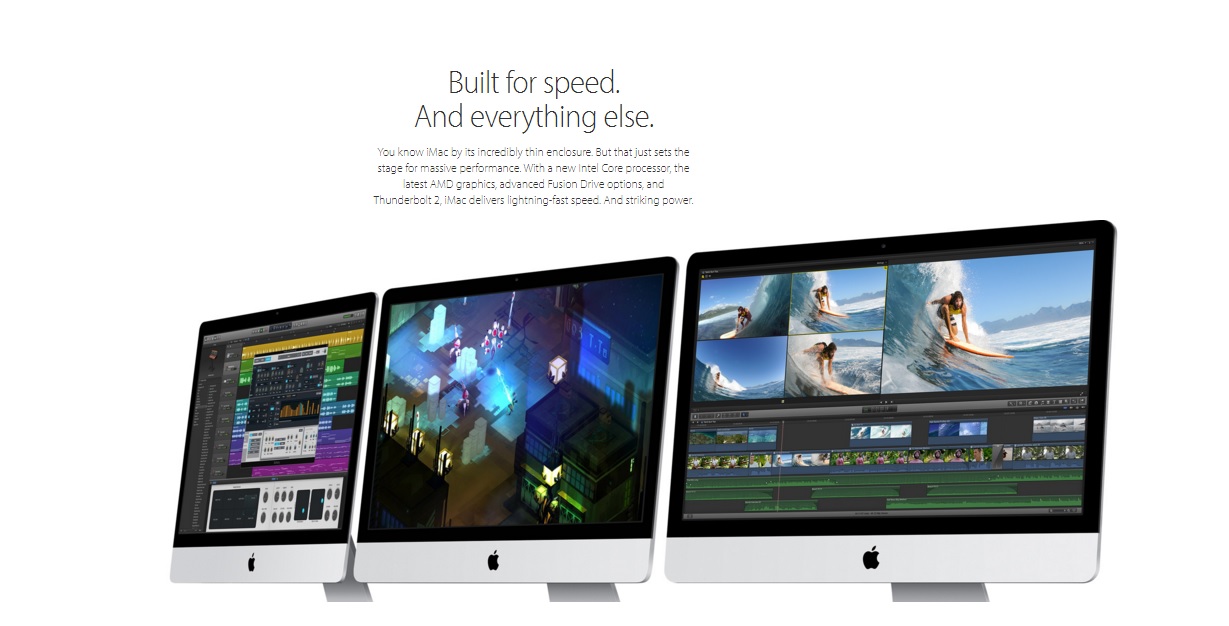 Built for speed.
And everything else.
You know iMac by its incredibly thin enclosure. But that just sets the
stage for massive performance. With a new Intel Core processor, the
latest AMD graphics, advanced Fusion Drive options, and
Thunderbolt 2, iMac delivers lightning-fast speed. And striking power.